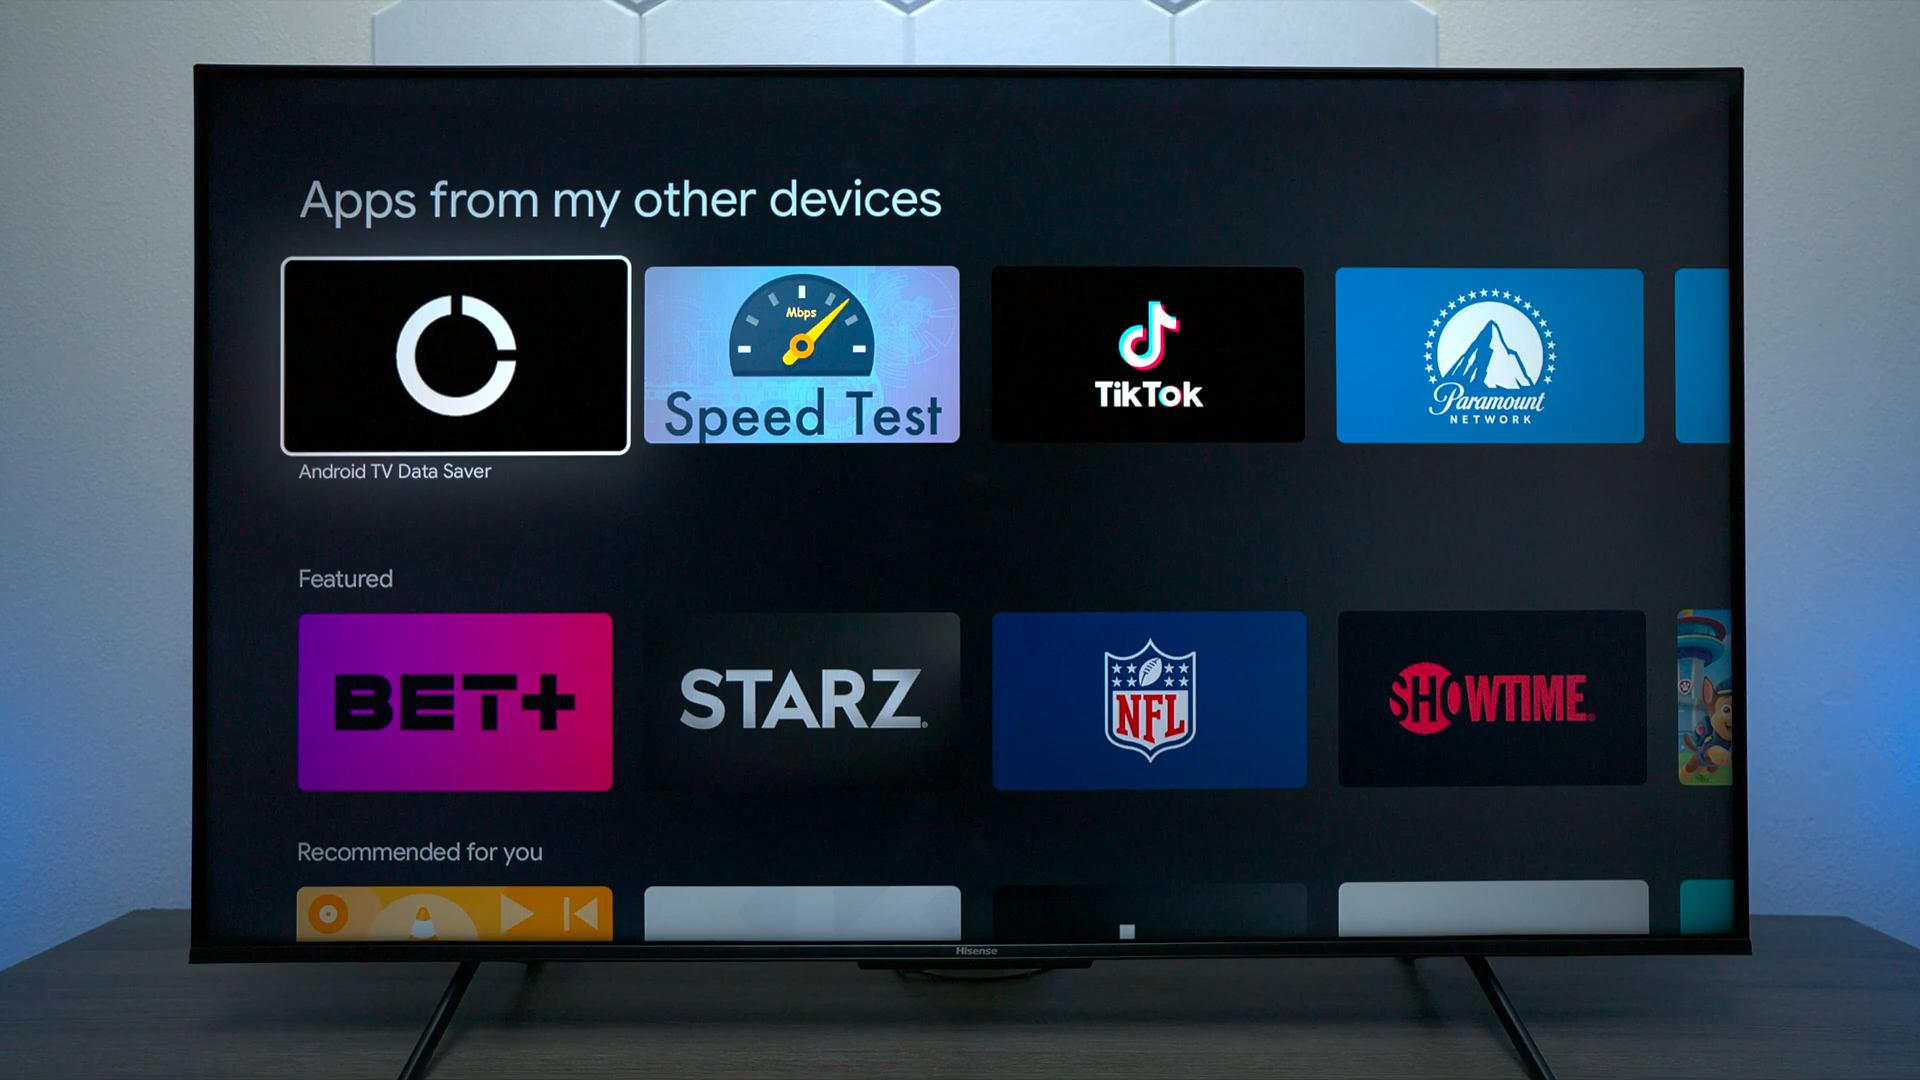 Apps from my other devices
Mbps
Speed Test
TikTok
Paramount
NETWORK
Android TV Data Saver
Featured
BET+
STARZ
NFL
SHOWTIME
Recommended for you
Hisense